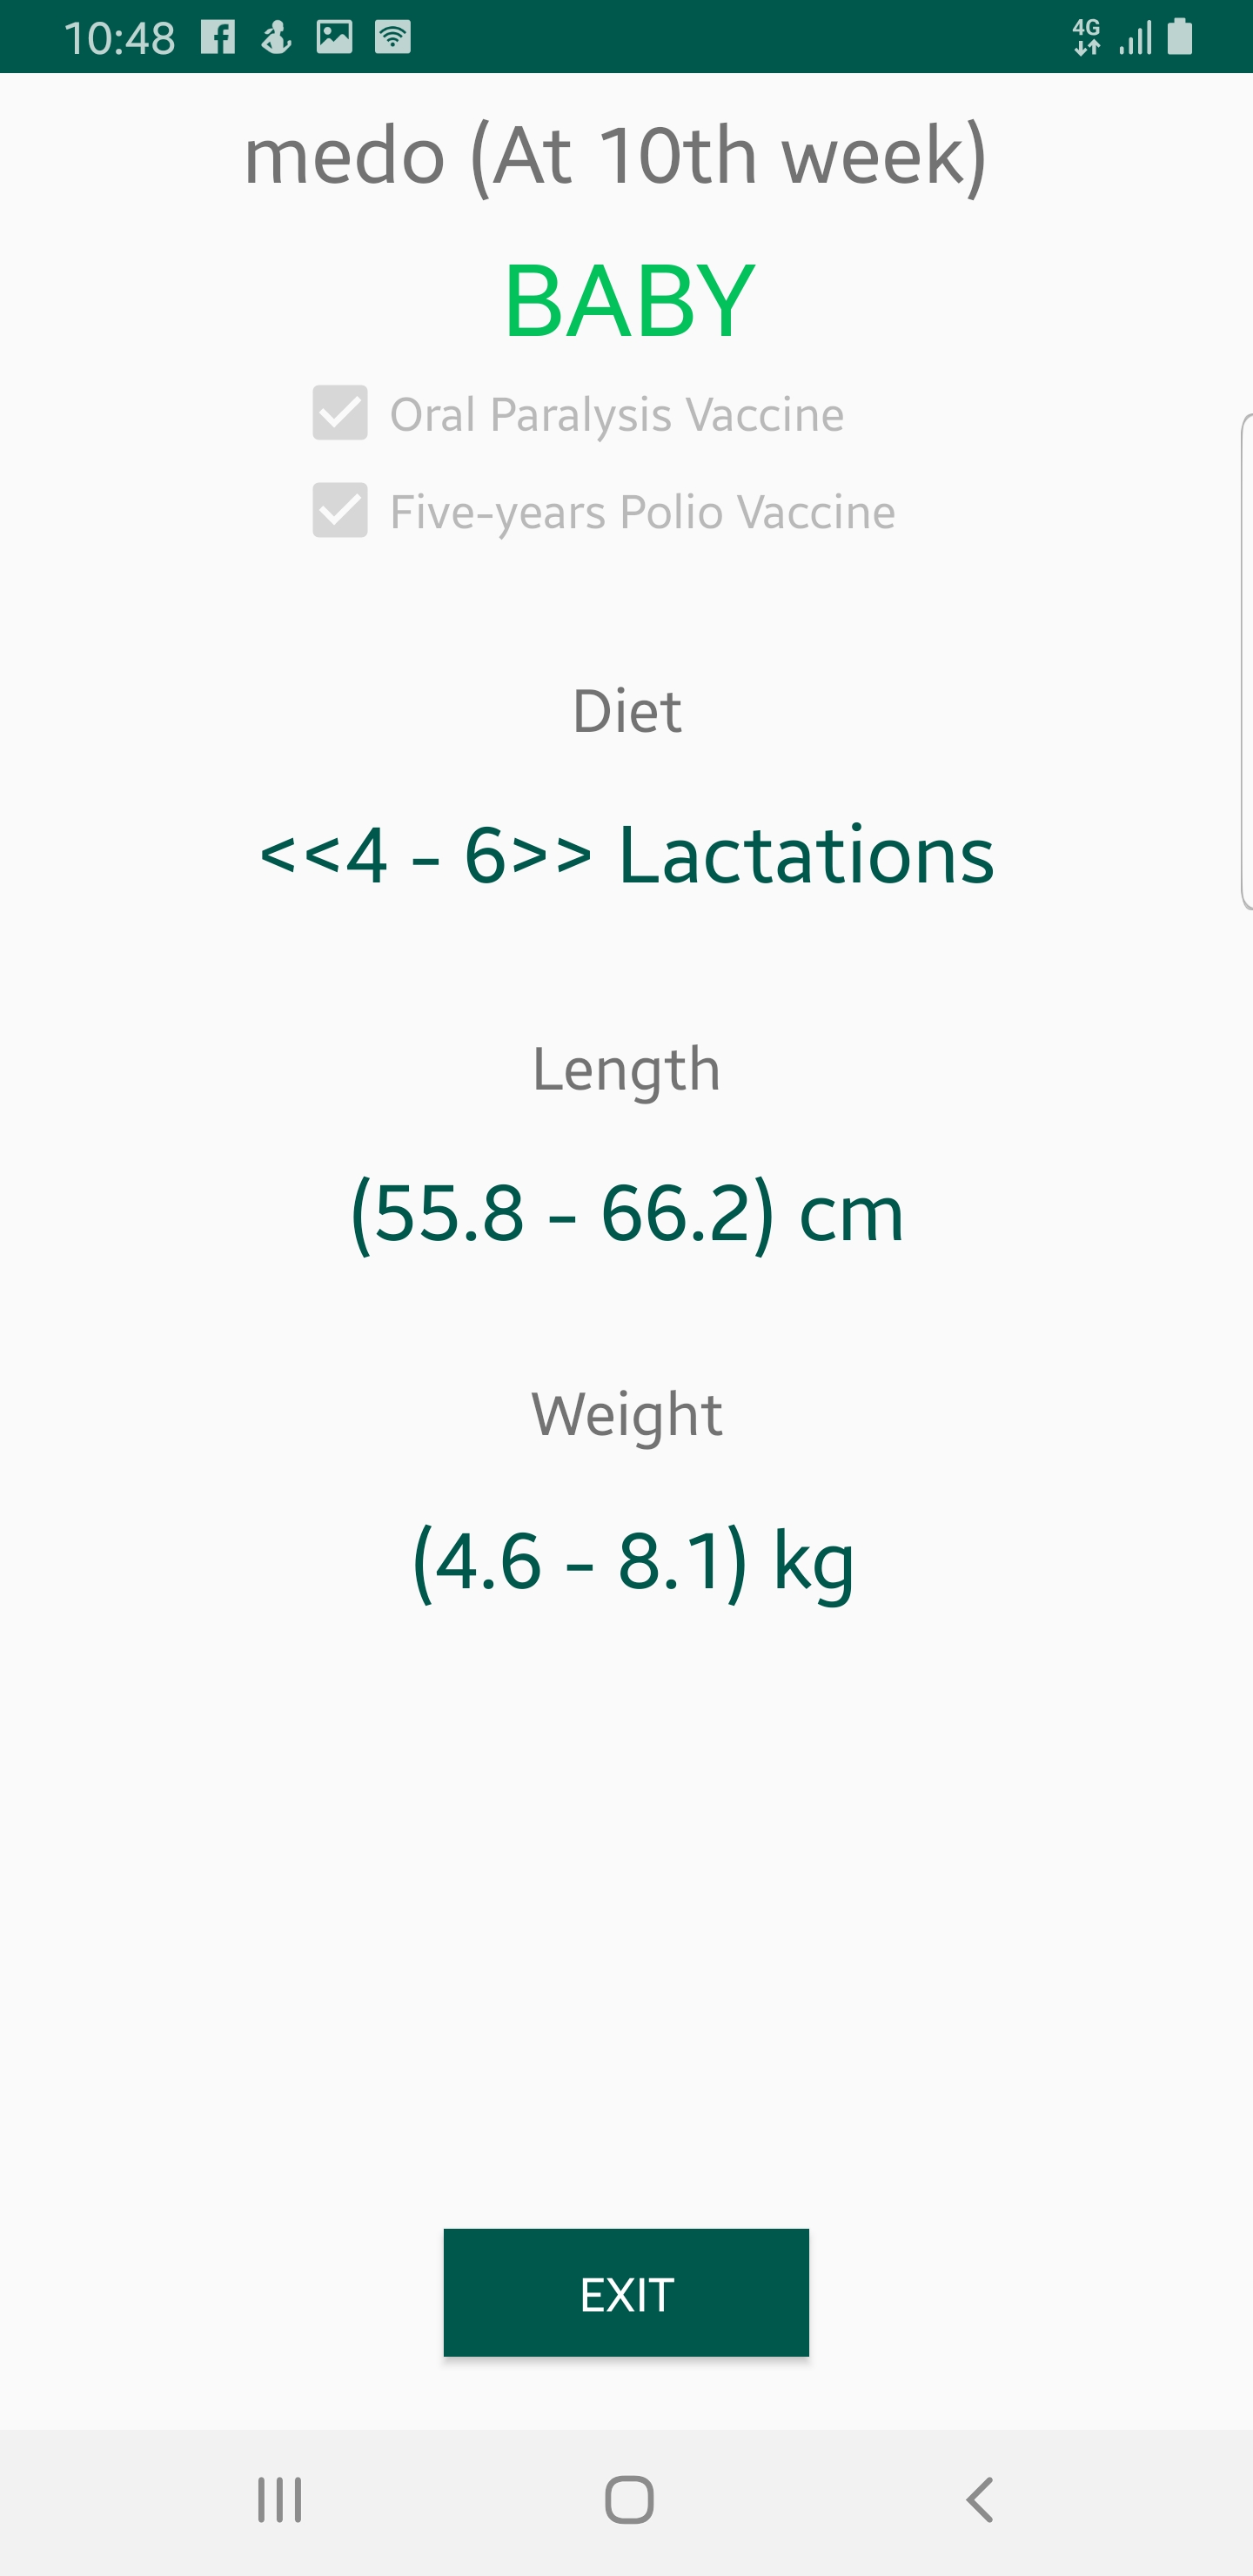 10:48
4G
medo (At 10th week)
BABY
Oral Paralysis Vaccine
Five-years Polio Vaccine
Diet
<<4 - 6>> Lactations
Length
(55.8 - 66.2) cm
Weight
(4.6 - 8.1) kg
EXIT